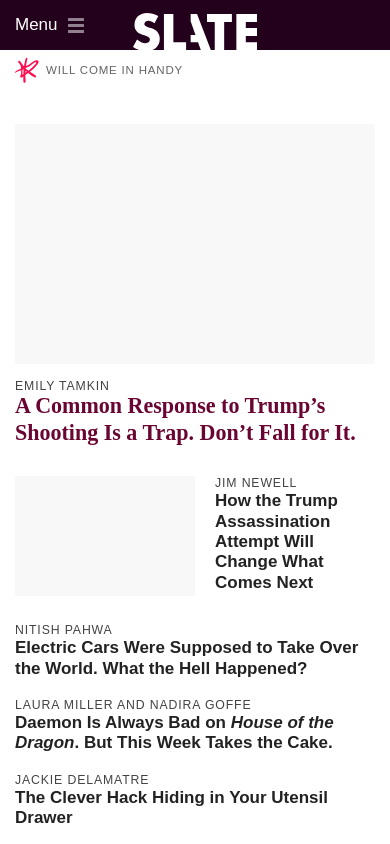 Menu
SLATE
WILL COME IN HANDY
EMILY TAMKIN
A Common Response to Trump’s
Shooting Is a Trap. Don’t Fall for It.
JIM NEWELL
How the Trump
Assassination
Attempt Will
Change What
Comes Next
NITISH PAHWA
Electric Cars Were Supposed to Take Over
the World. What the Hell Happened?
LAURA MILLER AND NADIRA GOFFE
Daemon Is Always Bad on House of the
Dragon. But This Week Takes the Cake.
JACKIE DELAMATRE
The Clever Hack Hiding in Your Utensil
Drawer